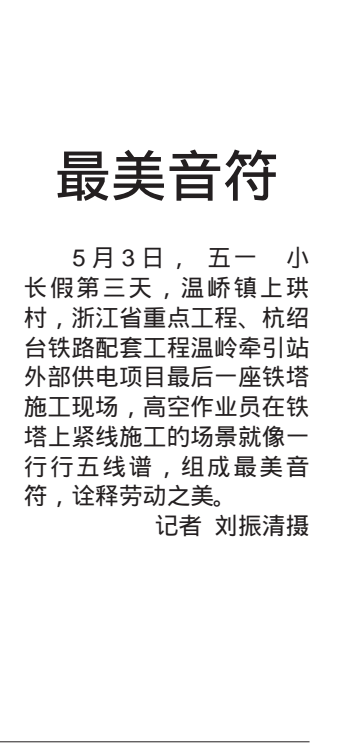 最美音符
5月3日， 五一 小
长假第三天，温峤镇上珙
村，浙江省重点工程、杭绍
台铁路配套工程温岭牵引站
外部供电项目最后一座铁塔
施工现场，高空作业员在铁
塔上紧线施工的场景就像一
行行五线谱，组成最美音
符，诠释劳动之美。
记者 刘振清摄